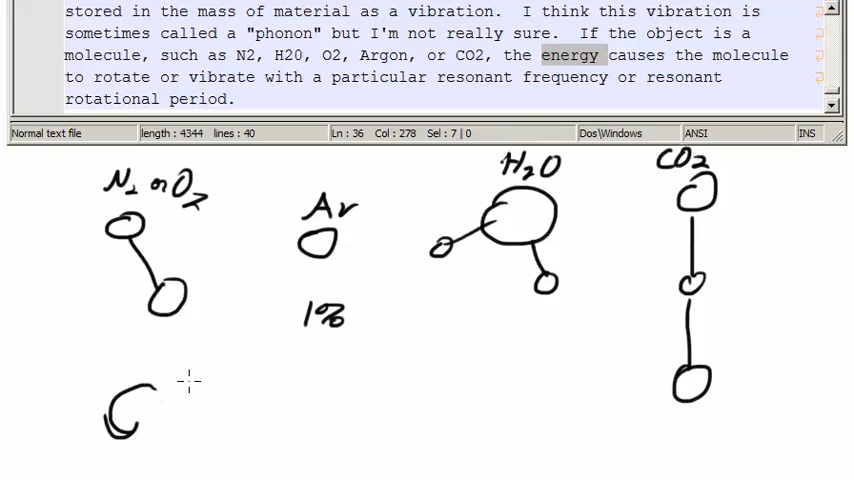 stored in the mass of material as a vibration.  I think this vibration is
sometimes called a "phonon" but I'm not really sure.  If the object is a
molecule, such as N2, H20, O2, Argon, or CO2, the energy causes the molecule
to rotate or vibrate with a particular resonant frequency or resonant
rotational period.
Normal text file length : 4344 lines : 40 Ln : 36 Col : 278 Sel : 7 | 0 Dos\Windows ANSI INS
N2 or O2 Ar H2O CO2
1%